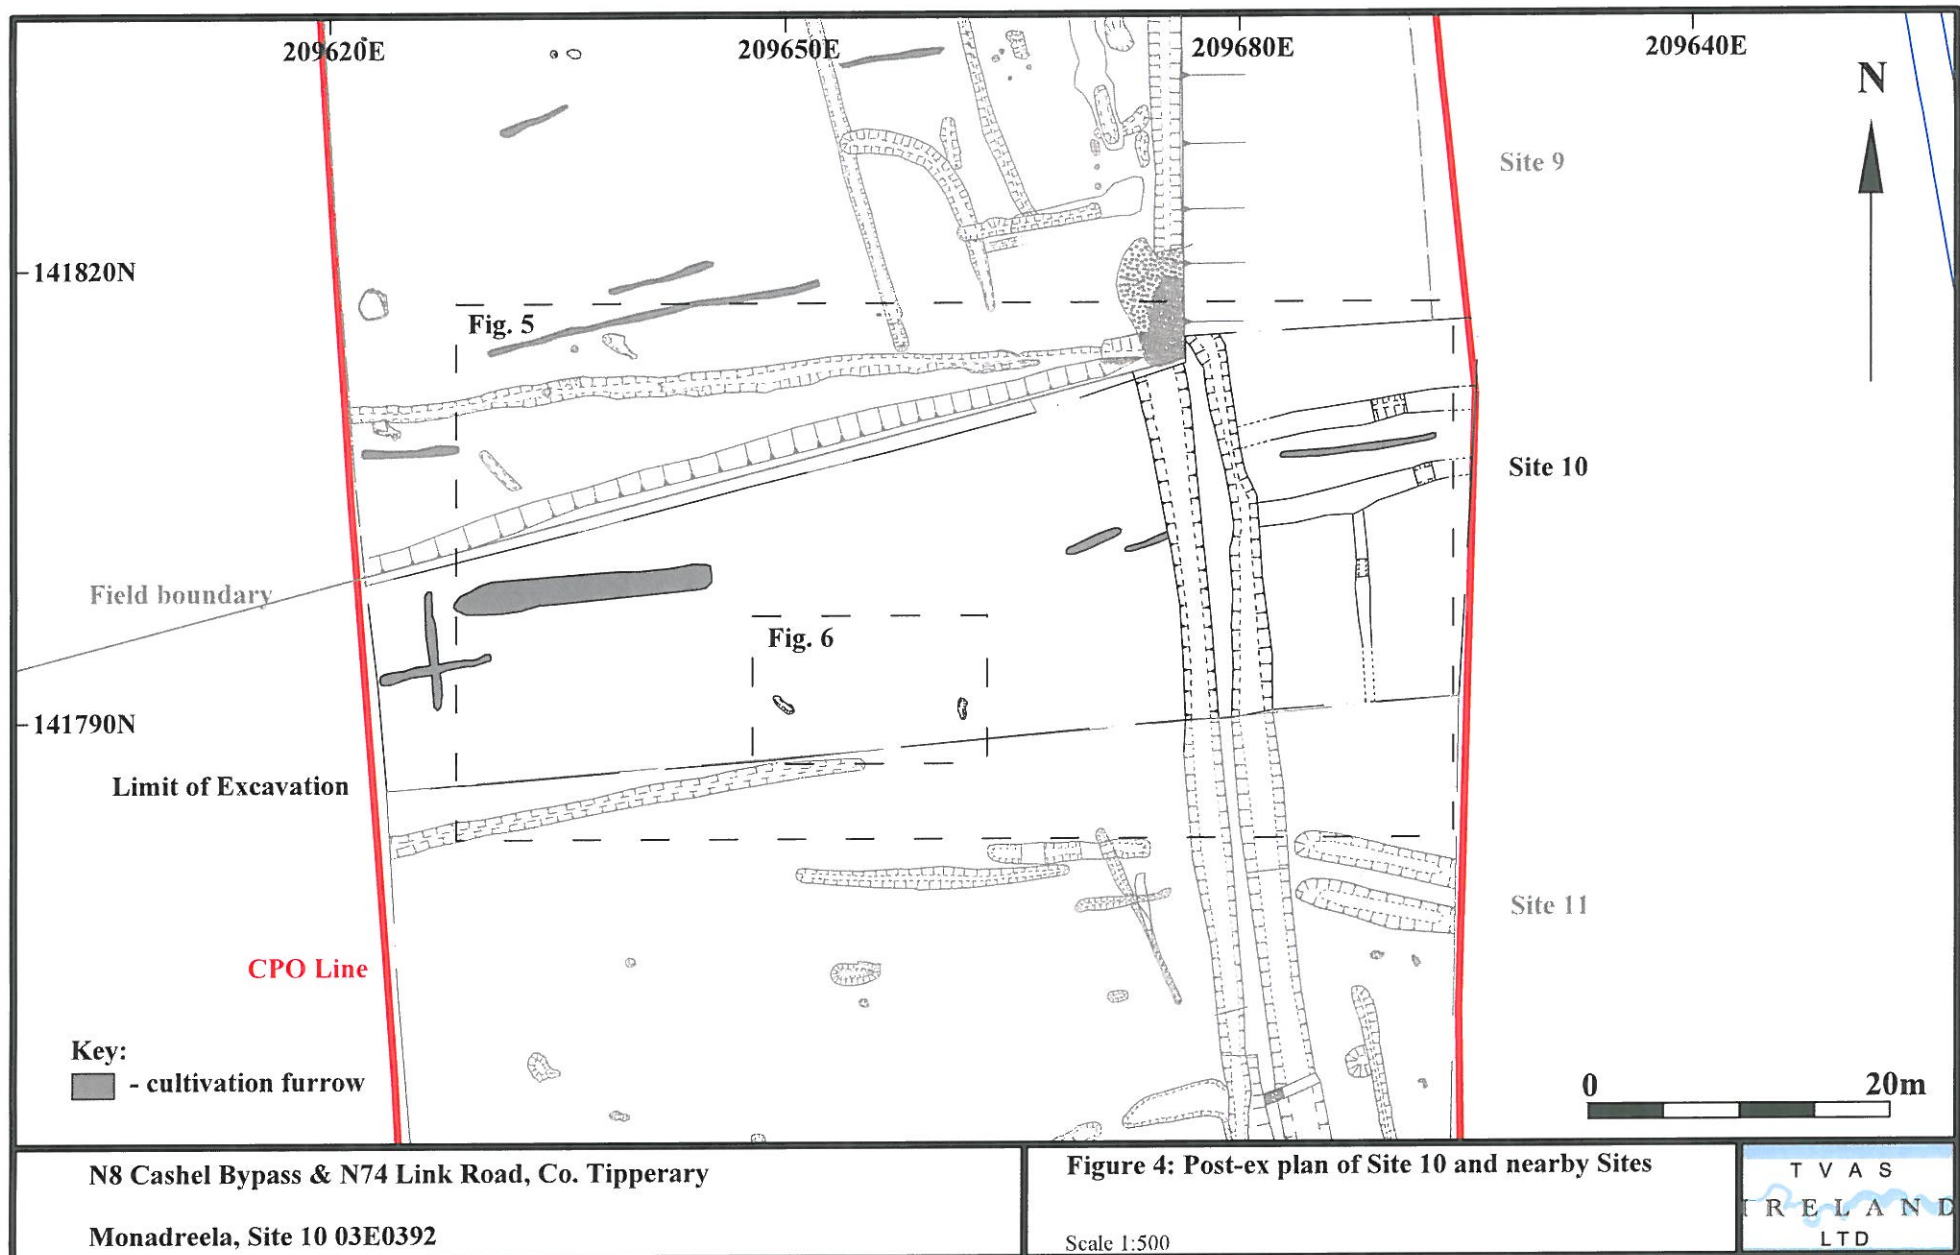 209620E
209650E
209680E
209640E
N
Site 9
141820N
Fig. 5
Site 10
Field boundary
Fig. 6
141790N
Limit of Excavation
Site 11
CPO Line
Key:
- cultivation furrow
0 20m
N8 Cashel Bypass & N74 Link Road, Co. Tipperary
Monadreela, Site 10 03E0392
Figure 4: Post-ex plan of Site 10 and nearby Sites
Scale 1:500
TVAS
IRELAND
LTD